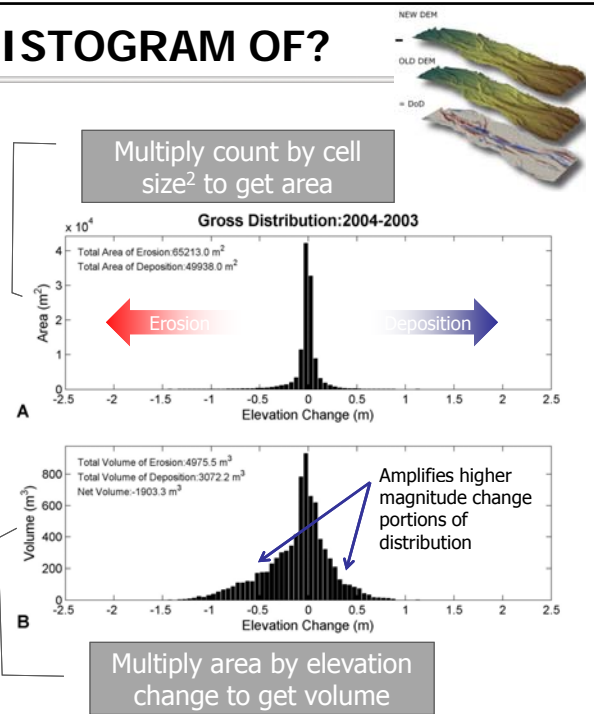 ISTOGRAM OF?
NEW DEM
-
OLD DEM
= DoD
Multiply count by cell
size² to get area
x 10⁴
Gross Distribution:2004-2003
Total Area of Erosion:65213.0 m²
Total Area of Deposition:49938.0 m²
4
3
2
1
0
Area (m²)
Erosion
Deposition
-2.5 -2 -1.5 -1 -0.5 0 0.5 1 1.5 2 2.5
A
Elevation Change (m)
Total Volume of Erosion:4975.5 m³
Total Volume of Deposition:3072.2 m³
Net Volume:-1903.3 m³
800
600
400
200
0
Volume (m³)
Amplifies higher
magnitude change
portions of
distribution
-2.5 -2 -1.5 -1 -0.5 0 0.5 1 1.5 2 2.5
B
Elevation Change (m)
Multiply area by elevation
change to get volume